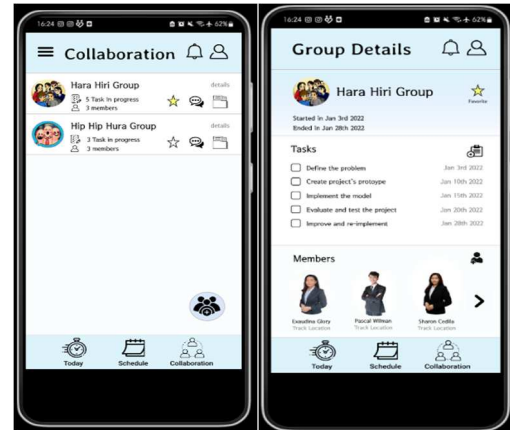 16:24
62%
Collaboration
Hara Hiri Group
details
5 Task in progress
3 members
Hip Hip Hura Group
details
3 Task in progress
3 members
Today
Schedule
Collaboration
16:24
62%
Group Details
Hara Hiri Group
Favorite
Started in Jan 3rd 2022
Ended in Jan 28th 2022
Tasks
Define the problem Jan 3rd 2022
Create project's protoype Jan 10th 2022
Implement the model Jan 15th 2022
Evaluate and test the project Jan 20th 2022
Improve and re-implement Jan 28th 2022
Members
Exautina Glory
Track Location
Pascal Wilman
Track Location
Sharon Cedila
Track Location
Today
Schedule
Collaboration